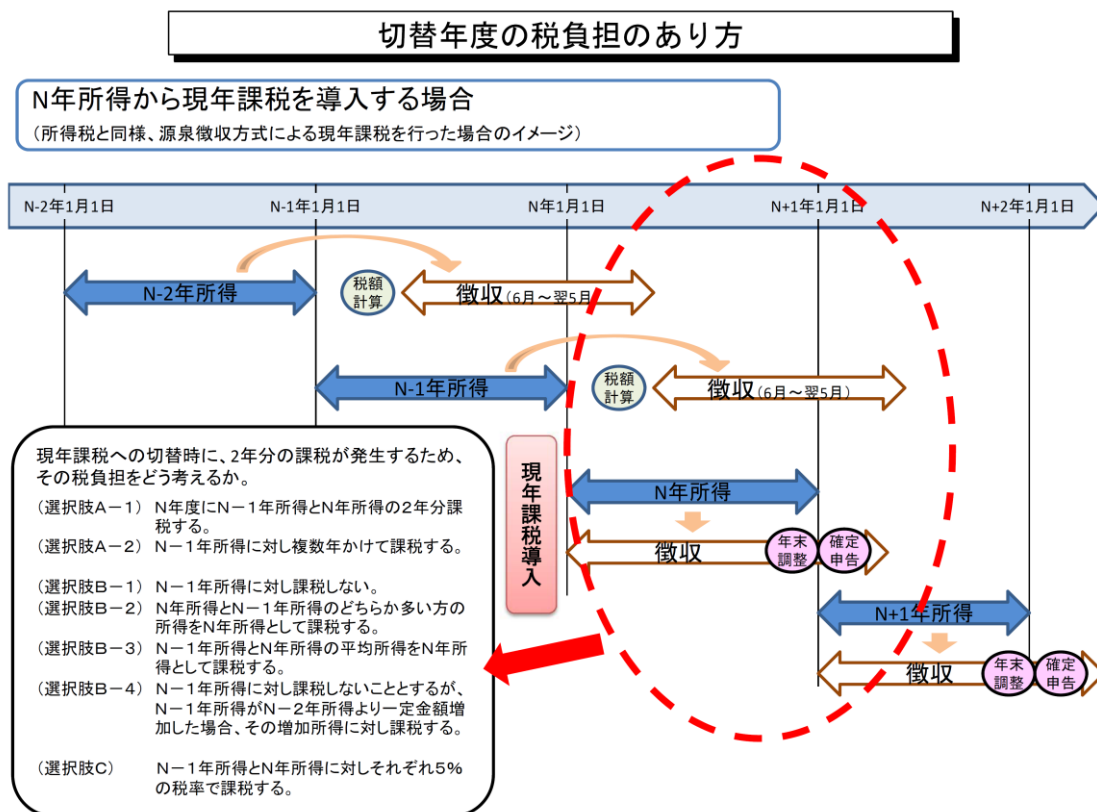 切替年度の税負担のあり方
N年所得から現年課税を導入する場合
(所得税と同様、源泉徴収方式による現年課税を行った場合のイメージ)
N-2年1月1日
N-1年1月1日
N年1月1日
N+1年1月1日
N+2年1月1日
N-2年所得
税額
計算
徴収(6月～翌5月
N-1年所得
税額
計算
徴収(6月～翌5月)
現年課税導入
N年所得
徴収
年末
調整
確定
申告
N+1年所得
徴収
年末
調整
確定
申告
現年課税への切替時に、2年分の課税が発生するため、
その税負担をどう考えるか。
(選択肢A－1) N年度にN－1年所得とN年所得の2年分課
税する。
(選択肢A－2) N－1年所得に対し複数年かけて課税する。
(選択肢B－1) N－1年所得に対し課税しない。
(選択肢B－2) N年所得とN－1年所得のどちらか多い方の
所得をN年所得として課税する。
(選択肢B－3) N－1年所得とN年所得の平均所得をN年所
得として課税する。
(選択肢B－4) N－1年所得に対し課税しないこととするが、
N－1年所得がN－2年所得より一定金額増
加した場合、その増加所得に対し課税する。
(選択肢C) N－1年所得とN年所得に対しそれぞれ5%
の税率で課税する。